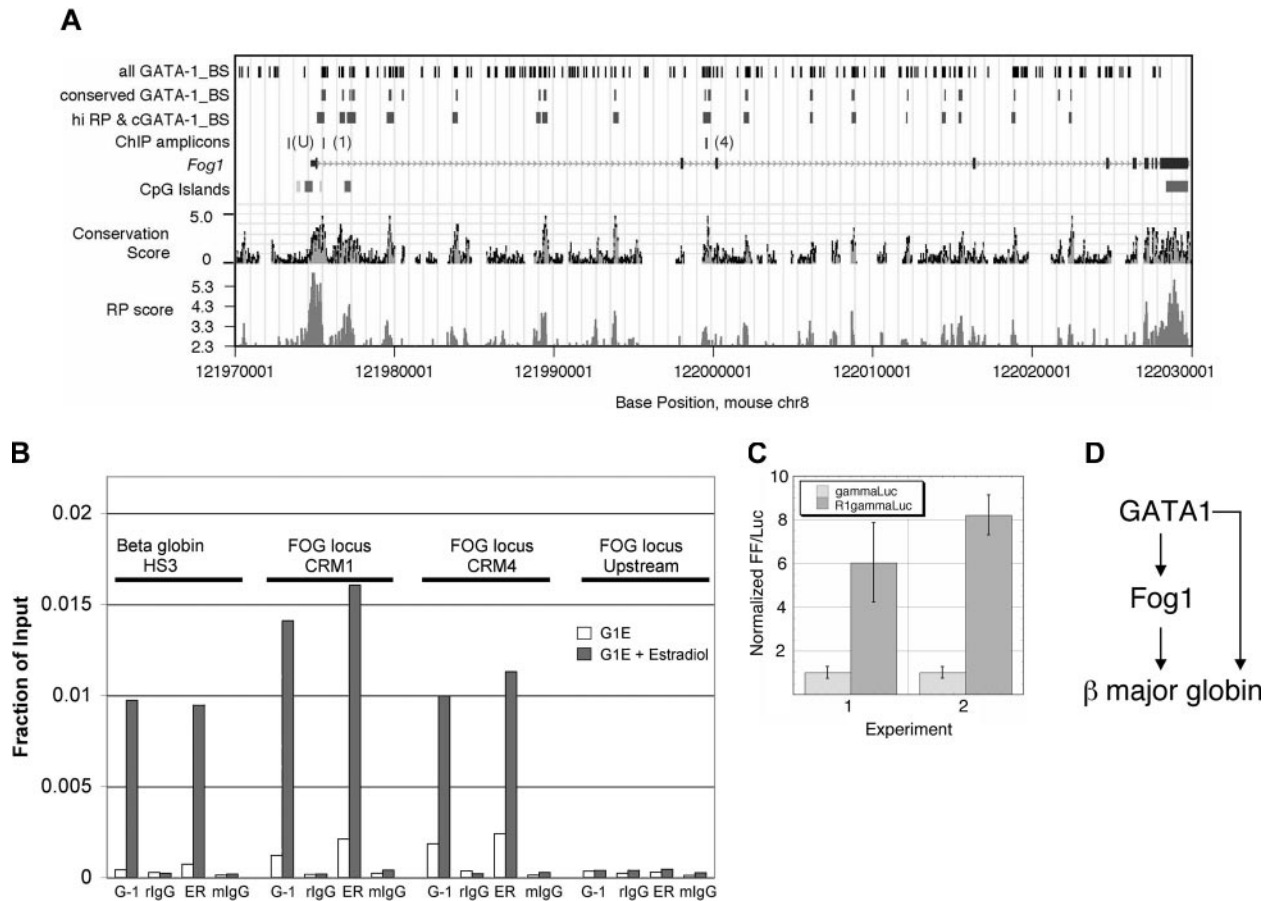 A
all GATA-1_BS
conserved GATA-1_BS
hi RP & cGATA-1_BS
ChIP amplicons
(U)
(1)
(4)
Fog1
CpG Islands
5.0
Conservation
Score
0
5.3
RP score
4.3
3.3
2.3
121970001 121980001 121990001 122000001 122010001 122020001 122030001
Base Position, mouse chr8
B
0.02
Beta globin
HS3
FOG locus
CRM1
FOG locus
CRM4
FOG locus
Upstream
Fraction of Input
0.015
G1E
G1E + Estradiol
0.01
0.005
0
G-1 rIgG ER mIgG G-1 rIgG ER mIgG G-1 rIgG ER mIgG G-1 rIgG ER mIgG
C
10
gammaLuc
R1gammaLuc
8
6
4
2
Normalized FF/Luc
1 2
Experiment
D
GATA1
Fog1
β major globin